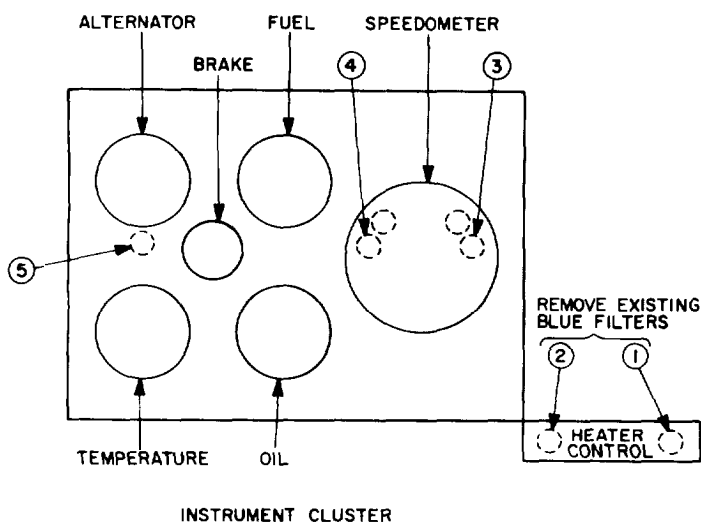 ALTERNATOR
FUEL
SPEEDOMETER
BRAKE
4
3
5
REMOVE EXISTING
BLUE FILTERS
2
1
HEATER
CONTROL
TEMPERATURE
OIL
INSTRUMENT CLUSTER